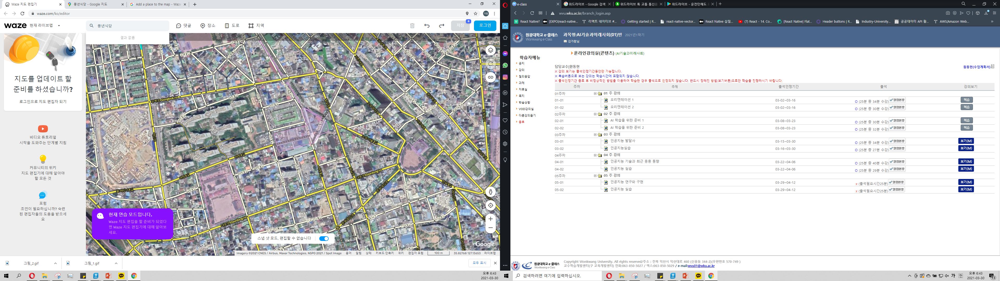 Waze 지도 편집기
풍년식당 - Google 지도
Add a place to the map - Waze
waze.com/ko/editor
waze 현재 라이브맵
풍년식당
댓글 장소 도로 지역
저장 8
로그인
결과 없음
지도를 업데이트 할
준비를 하셨습니까?
로그인으로 지도 편집자 되기
비디오 튜토리얼
시작을 도와주는 단계별 지침
커뮤니티의 위키
지도 편집기에 대해 알아야
할 모든 것
포럼
조언이 필요하십니까? 숙련
된 편집자들의 도움을 받으세
요
공북로 Gongbuk-ro
대동로 Daedong-ro
대동로 Daedong-ro
현재 연습 모드입니다.
Waze 지도 편집을 할 준비가 되었다
면 Waze 지도 편집기에 대해 알아보
세요.
스냅 샷 모드, 편집할 수 없습니다
Google
Imagery ©2021 CNES / Airbus, Maxar Technologies, NSPO 2021 / Spot Image 용어 알림 상태 키보드 단축키 위키 편집자 포럼 100 m 35.82768 127.13653 라이브맵
그림_2.gif
그림_1.gif
모두 표시
오후 6:43
2021-03-30
e-class
위드라이브 - Google 검색
위드라이브 톡 교통 통신원
위드라이브 - 운전만해도
wvu.wku.ac.kr/branch_login.asp
React Native?
[EXPO(react-native...
리액트 네이티브 #...
Getting started | R...
react-native-vector...
React Native 삽질...
(7) React - 14. Co...
[React Native] Flat...
Header buttons | R...
Industry-University...
공공데이터 API 활...
AWS(Amazon Web...
원광대학교 e-클래스
Wonkwang e-Class
과목명:AI기술과미래사회(01)반 2021년1학기
김가람님
온라인강의실(콘텐츠) (AI기술과미래사회)
학습자메뉴
공지
강의
질의응답
과제
자료실
쪽지
학습상황
VOD강의실
다른강의듣기
종료
담당교수|원동현
원동현(수업계획서)
※ 강의 보기는 출석인정기간동안만 가능합니다.
※ 복습버튼으로 보는 강의는 학습시간에 포함되지 않습니다.
※ 출석인정기간 종료 후 비정상적인 방법을 이용하여 학습한 경우 출석으로 인정되지 않습니다. 반드시 정해진 방법(보기버튼)으로만 학습을 진행하시기 바랍니다.
주차 주제 출석인정기간 출석 강의보기
01주차 01 주 강의
01-01 오리엔테이션 1 03-02~03-16 O (25분 중 34분 수강) 열람현황 복습
01-02 오리엔테이션 2 03-02~03-16 O (25분 중 30분 수강) 열람현황 복습
02주차 02 주 강의
02-01 AI 학습을 위한 준비 1 03-08~03-23 O (25분 중 30분 수강) 열람현황 복습
02-02 AI 학습을 위한 준비 2 03-08~03-23 O (25분 중 32분 수강) 열람현황 복습
03주차 03 주 강의
03-01 인공지능 발달사 03-15~03-30 O (25분 중 34분 수강) 열람현황 보기(M)
03-02 인공지능실습 03-16~03-30 O (25분 중 27분 수강) 열람현황 보기(M)
04주차 04 주 강의
04-01 인공지능 기술과 최근 응용 동향 03-22~04-06 O (25분 중 40분 수강) 열람현황 보기(M)
04-02 인공지능 실습 03-22~04-06 O (25분 중 29분 수강) 열람현황 보기(M)
05주차 05 주 강의
05-01 인공지능 연구와 구현 03-29~04-12 x (출석필요시간25분) 열람현황 보기(M)
05-02 인공지능 실습 03-29~04-12 x (출석필요시간25분) 열람현황 보기(M)
원광대학교 e-클래스
Wonkwang e-Class
Copyright Wonkwang University. All rights reserved/주소 : 전북 익산시 익산대로 460 (신용동 344-2)(우편번호 570-749 )
교수학습개발센터(구 교육개발센터) 전화:063-850-5027 / 팩스:063-850-5029 / e-mail:wvu01@wku.ac.kr
검색하려면 여기에 입력하십시오.
오후 6:43
2021-03-30